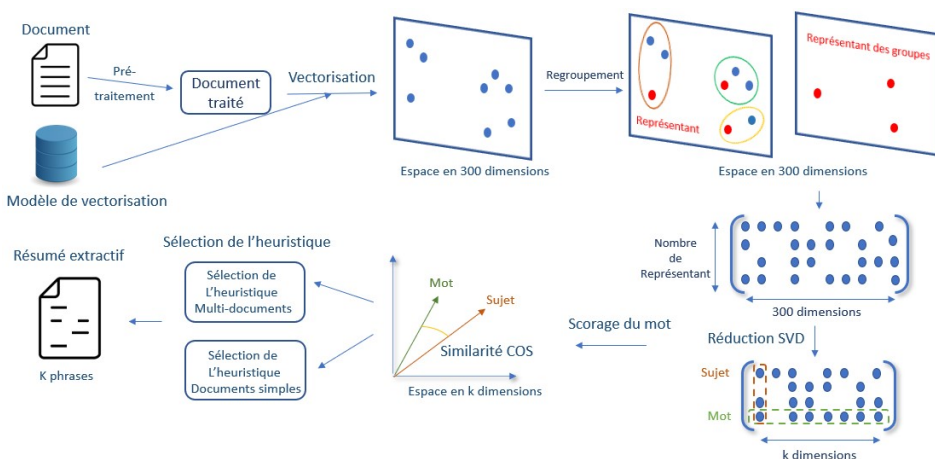 Document
Pré-
traitement
Document
traité
Vectorisation
Modèle de vectorisation
Espace en 300 dimensions
Regroupement
Représentant
Représentant des groupes
Espace en 300 dimensions
Nombre
de
Représentant
300 dimensions
Réduction SVD
Sujet
Mot
k dimensions
Scorage du mot
Mot
Sujet
Similarité COS
Espace en k dimensions
Sélection de l’heuristique
Sélection de
L’heuristique
Multi-documents
Sélection de
L’heuristique
Documents simples
Résumé extractif
K phrases